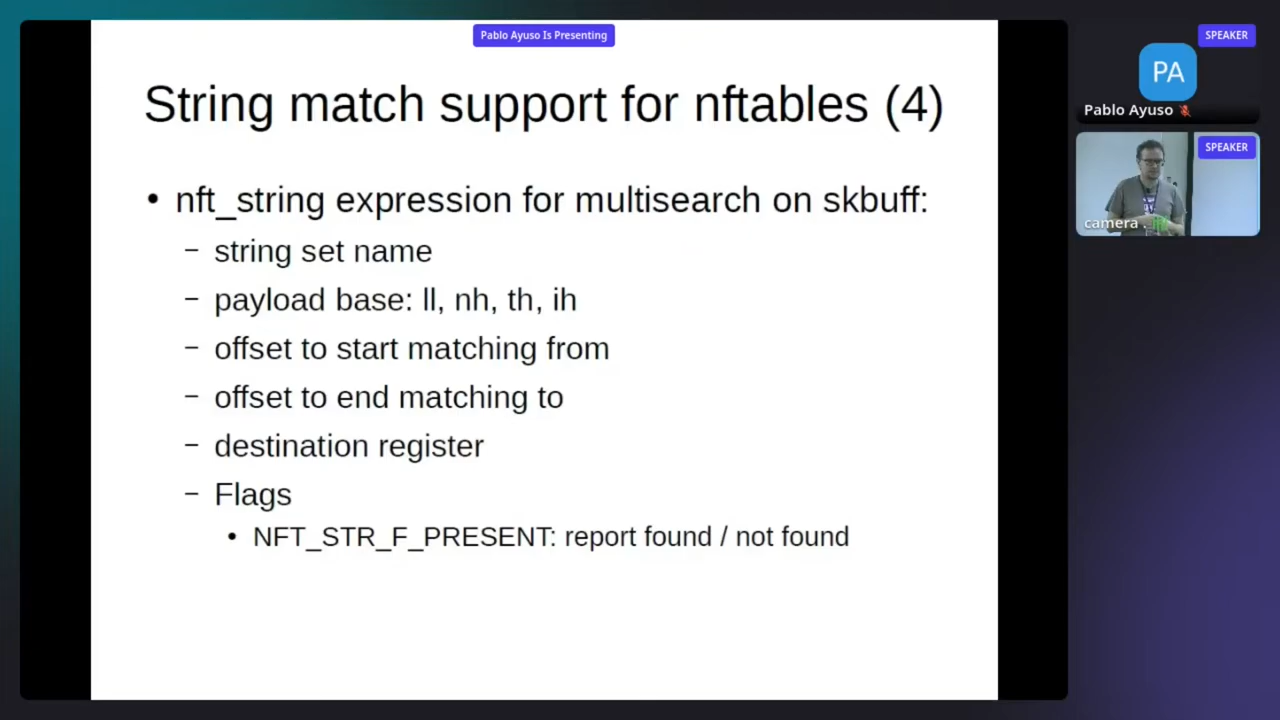 Pablo Ayuso Is Presenting
String match support for nftables (4)
• nft_string expression for multisearch on skbuff:
– string set name
– payload base: ll, nh, th, ih
– offset to start matching from
– offset to end matching to
– destination register
– Flags
• NFT_STR_F_PRESENT: report found / not found
SPEAKER
PA
Pablo Ayuso
SPEAKER
camera .